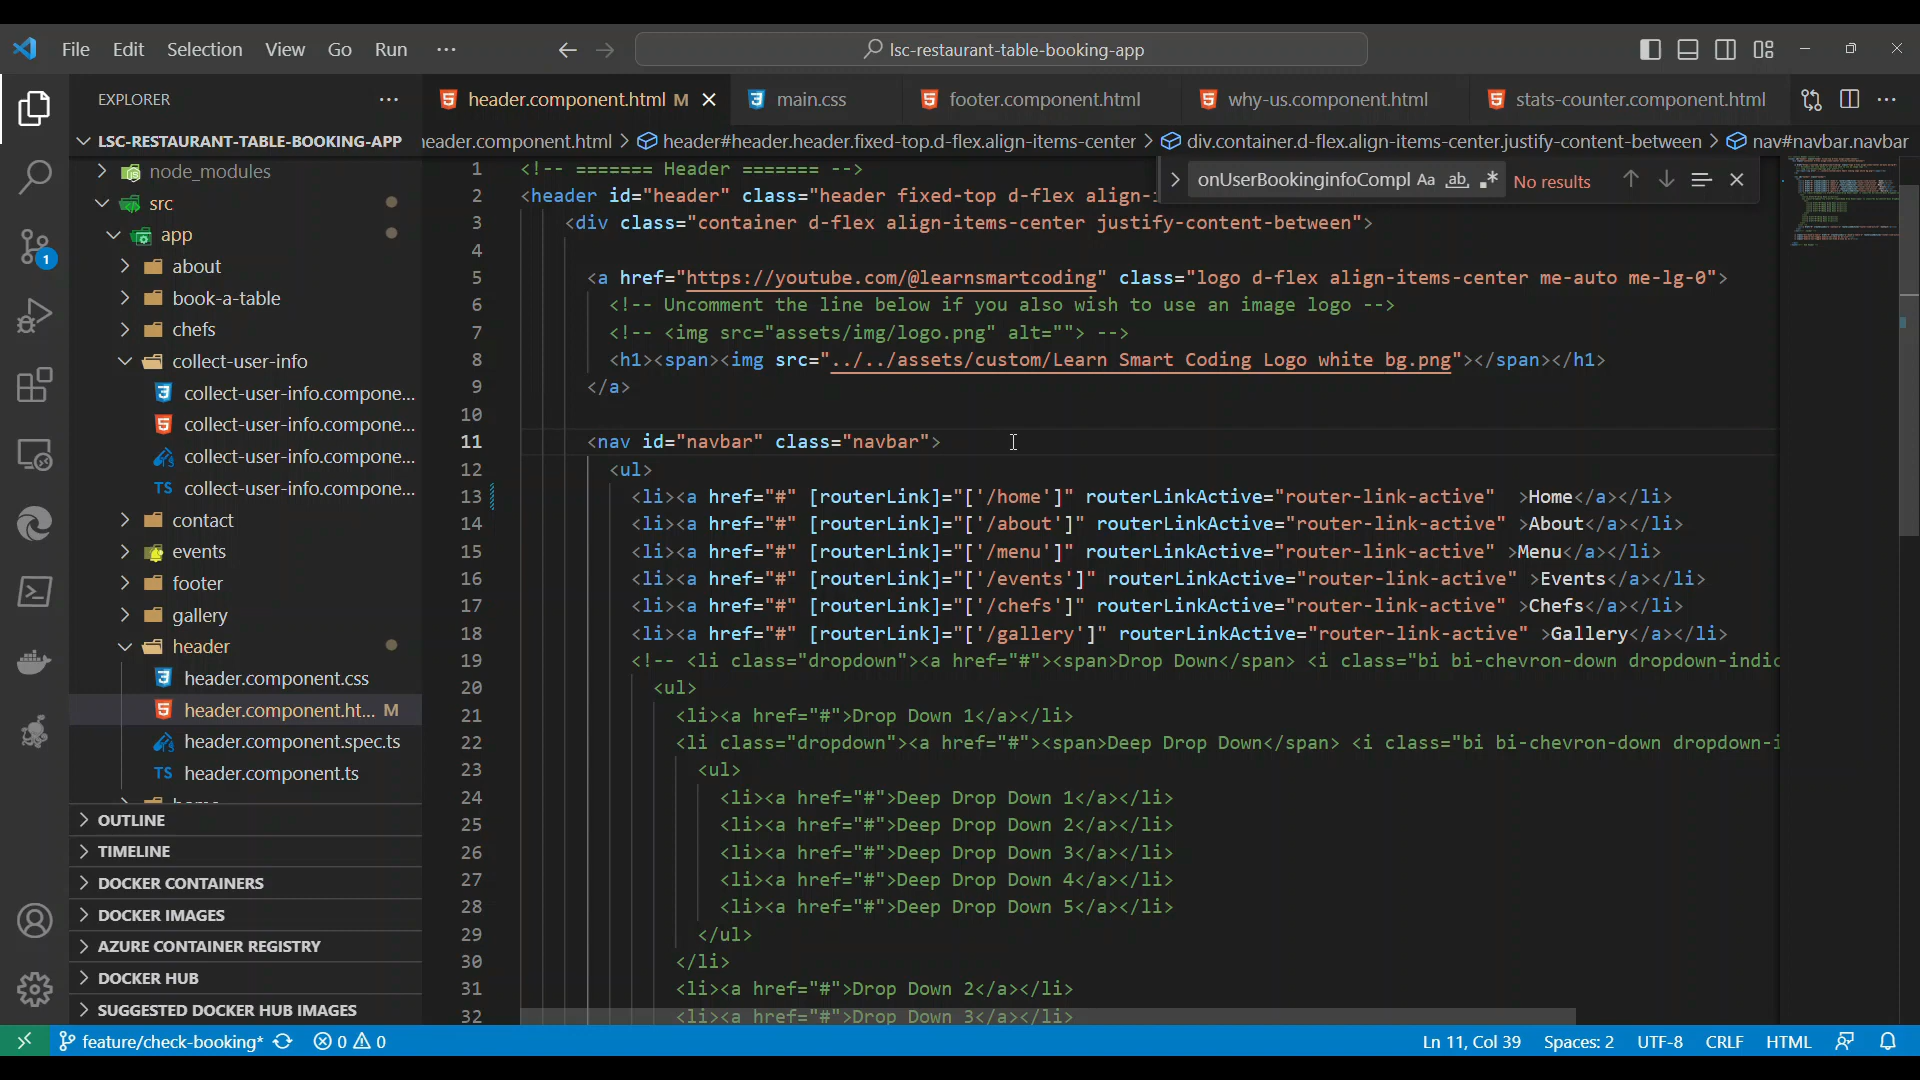 File Edit Selection View Go Run ···
lsc-restaurant-table-booking-app
EXPLORER ···
LSC-RESTAURANT-TABLE-BOOKING-APP
node_modules
src
app
about
book-a-table
chefs
collect-user-info
collect-user-info.compone...
collect-user-info.compone...
collect-user-info.compone...
TS collect-user-info.compone...
contact
events
footer
gallery
header
header.component.css
header.component.ht... M
header.component.spec.ts
TS header.component.ts
OUTLINE
TIMELINE
DOCKER CONTAINERS
DOCKER IMAGES
AZURE CONTAINER REGISTRY
DOCKER HUB
SUGGESTED DOCKER HUB IMAGES
1
header.component.html M
main.css
footer.component.html
why-us.component.html
stats-counter.component.html
eader.component.html > header#header.header.fixed-top.d-flex.align-items-center > div.container.d-flex.align-items-center.justify-content-between > nav#navbar.navbar
onUserBookinginfoCompl Aa ab .* No results
1 <!-- ======= Header ======= -->
2 <header id="header" class="header fixed-top d-flex align-
3 <div class="container d-flex align-items-center justify-content-between">
4
5 <a href="https://youtube.com/@learnsmartcoding" class="logo d-flex align-items-center me-auto me-lg-0">
6 <!-- Uncomment the line below if you also wish to use an image logo -->
7 <!-- <img src="assets/img/logo.png" alt=""> -->
8 <h1><span><img src="../../assets/custom/Learn Smart Coding Logo white bg.png"></span></h1>
9 </a>
10
11 <nav id="navbar" class="navbar">
12 <ul>
13 <li><a href="#" [routerLink]="['/home']" routerLinkActive="router-link-active"  >Home</a></li>
14 <li><a href="#" [routerLink]="['/about']" routerLinkActive="router-link-active" >About</a></li>
15 <li><a href="#" [routerLink]="['/menu']" routerLinkActive="router-link-active" >Menu</a></li>
16 <li><a href="#" [routerLink]="['/events']" routerLinkActive="router-link-active" >Events</a></li>
17 <li><a href="#" [routerLink]="['/chefs']" routerLinkActive="router-link-active" >Chefs</a></li>
18 <li><a href="#" [routerLink]="['/gallery']" routerLinkActive="router-link-active" >Gallery</a></li>
19 <!-- <li class="dropdown"><a href="#"><span>Drop Down</span> <i class="bi bi-chevron-down dropdown-indic
20 <ul>
21 <li><a href="#">Drop Down 1</a></li>
22 <li class="dropdown"><a href="#"><span>Deep Drop Down</span> <i class="bi bi-chevron-down dropdown-i
23 <ul>
24 <li><a href="#">Deep Drop Down 1</a></li>
25 <li><a href="#">Deep Drop Down 2</a></li>
26 <li><a href="#">Deep Drop Down 3</a></li>
27 <li><a href="#">Deep Drop Down 4</a></li>
28 <li><a href="#">Deep Drop Down 5</a></li>
29 </ul>
30 </li>
31 <li><a href="#">Drop Down 2</a></li>
32 <li><a href="#">Drop Down 3</a></li>
feature/check-booking* 0 0 Ln 11, Col 39 Spaces: 2 UTF-8 CRLF HTML